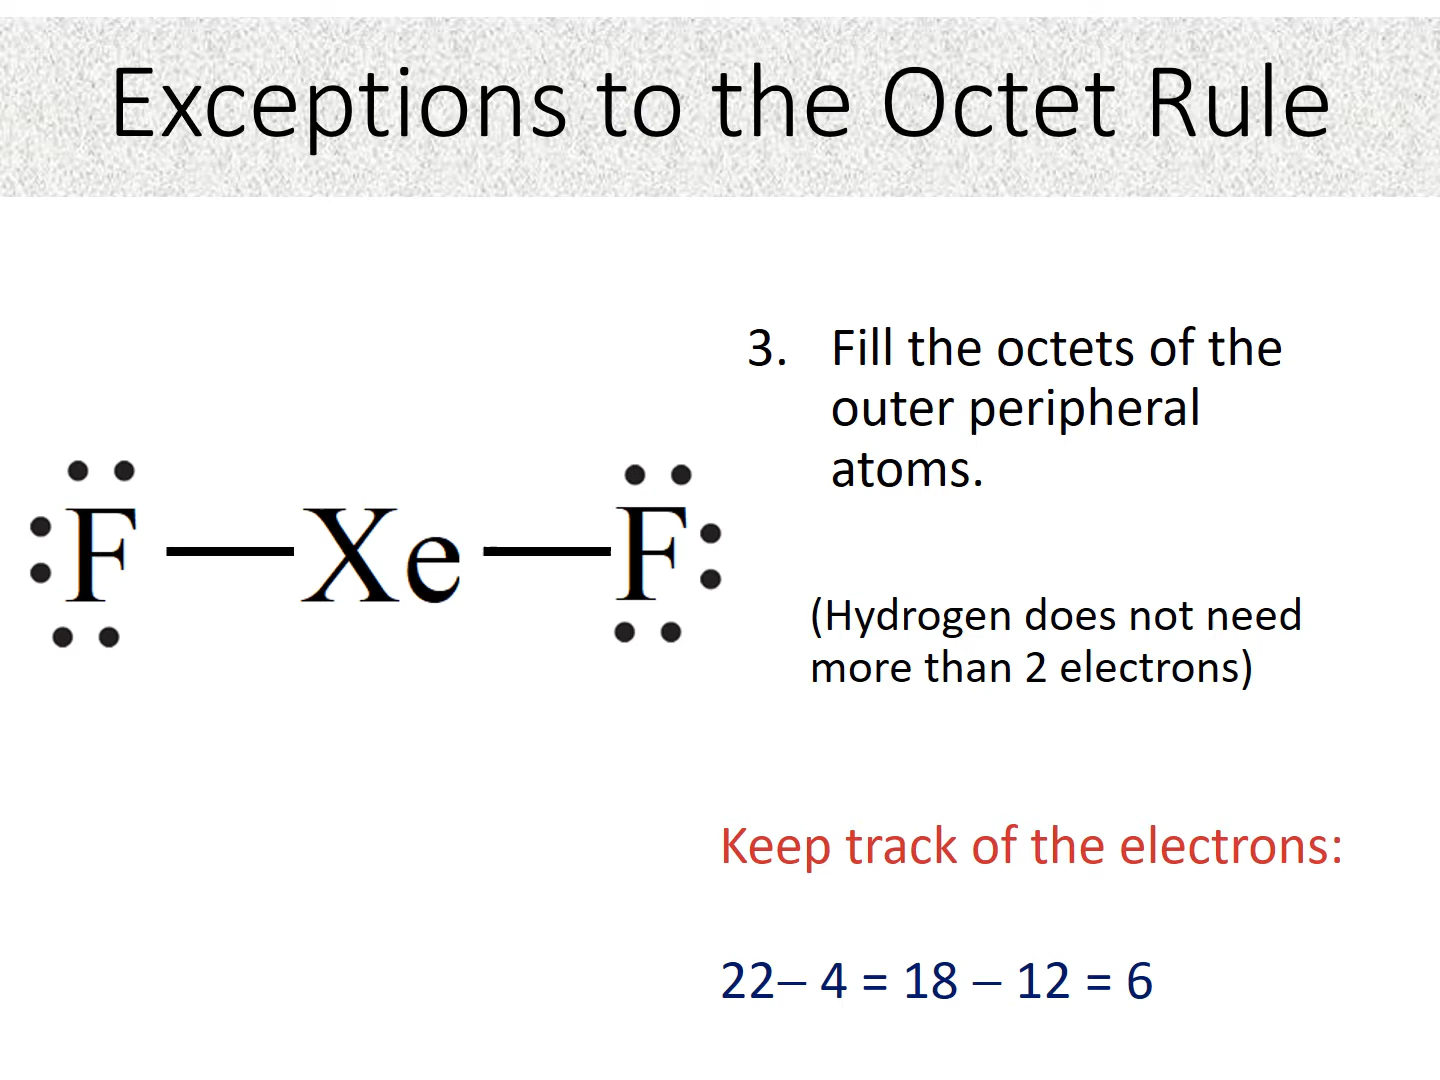 Exceptions to the Octet Rule
3. Fill the octets of the
outer peripheral
atoms.
F — Xe — F
(Hydrogen does not need
more than 2 electrons)
Keep track of the electrons:
22– 4 = 18 – 12 = 6